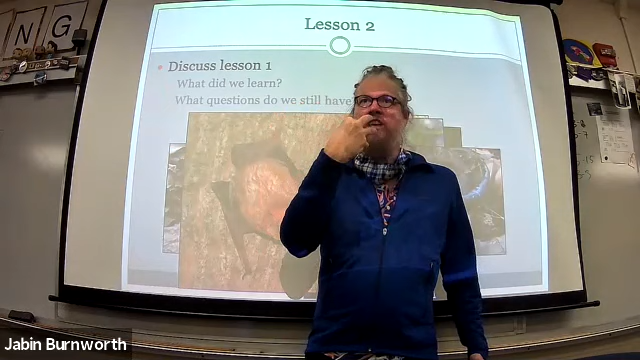 N G
Lesson 2
Discuss lesson 1
What did we learn?
What questions do we still have
Jabin Burnworth